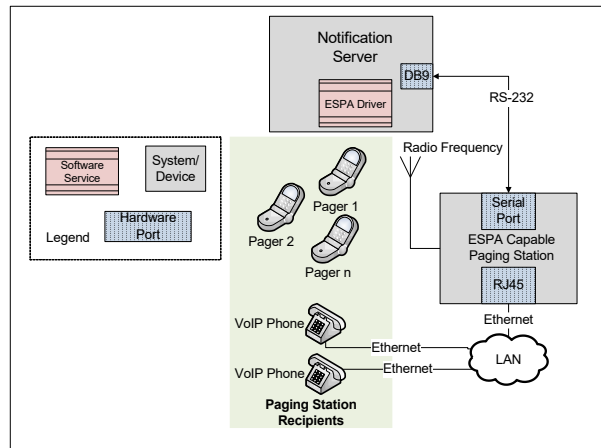 Notification
Server
DB9
ESPA Driver
RS-232
Radio Frequency
Software
Service
System/
Device
Hardware
Port
Legend
Pager 1
Pager 2
Pager n
Serial
Port
ESPA Capable
Paging Station
RJ45
Ethernet
VoIP Phone
Ethernet
LAN
VoIP Phone
Ethernet
Paging Station
Recipients